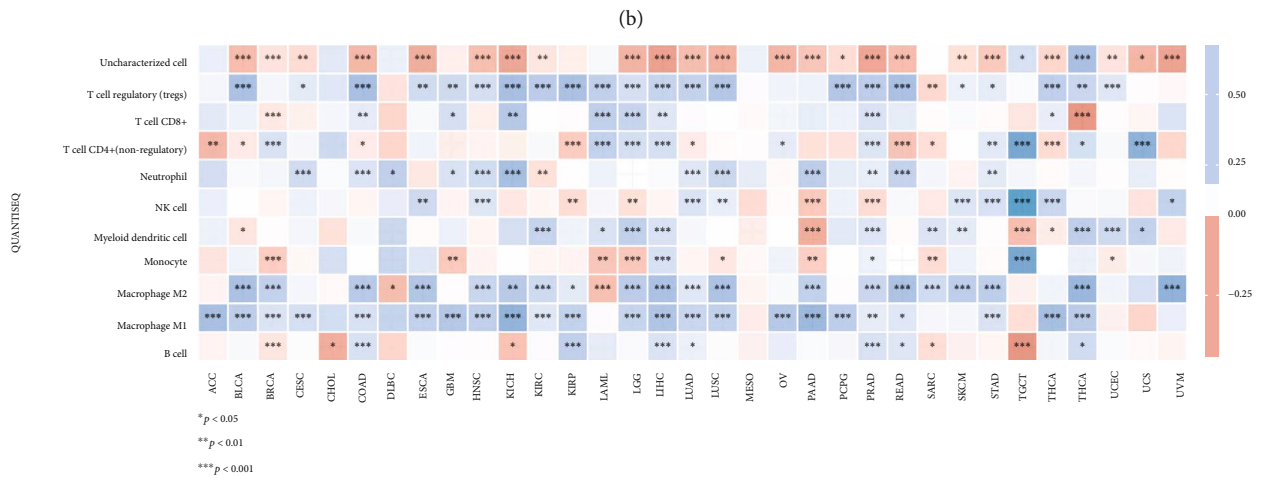 (b)
Uncharacterized cell *** *** ** *** *** *** *** ** *** *** *** *** *** *** * *** *** ** *** * *** *** ** * ***
0.50
T cell regulatory (tregs) *** * *** ** ** *** *** *** *** *** *** *** *** *** *** *** *** ** * * *** ** ***
T cell CD8+ *** ** * ** *** *** ** *** * ***
T cell CD4+(non-regulatory) ** * *** * *** *** *** *** * * *** *** * ** *** *** * ***
0.25
Neutrophil *** *** * * *** *** ** *** *** *** ** *** **
NK cell ** *** ** ** *** ** *** *** *** *** *** *** *
0.00
Myeloid dendritic cell * *** * *** *** *** *** ** ** *** * *** *** *
QUANTISEQ
Monocyte *** ** ** *** *** * ** * ** *** *
Macrophage M2 *** *** *** * *** *** ** *** * *** *** *** *** *** *** *** *** *** *** *** *** ***
−0.25
Macrophage M1 *** *** *** *** *** *** *** *** *** *** *** *** *** *** *** *** *** *** ** * *** *** ***
B cell *** * *** * *** *** * *** * * *** *
ACC BLCA BRCA CESC CHOL COAD DLBC ESCA GBM HNSC KICH KIRC KIRP LAML LGG LIHC LUAD LUSC MESO OV PAAD PCPG PRAD READ SARC SKCM STAD TGCT THCA THCA UCEC UCS UVM
*p < 0.05
**p < 0.01
***p < 0.001